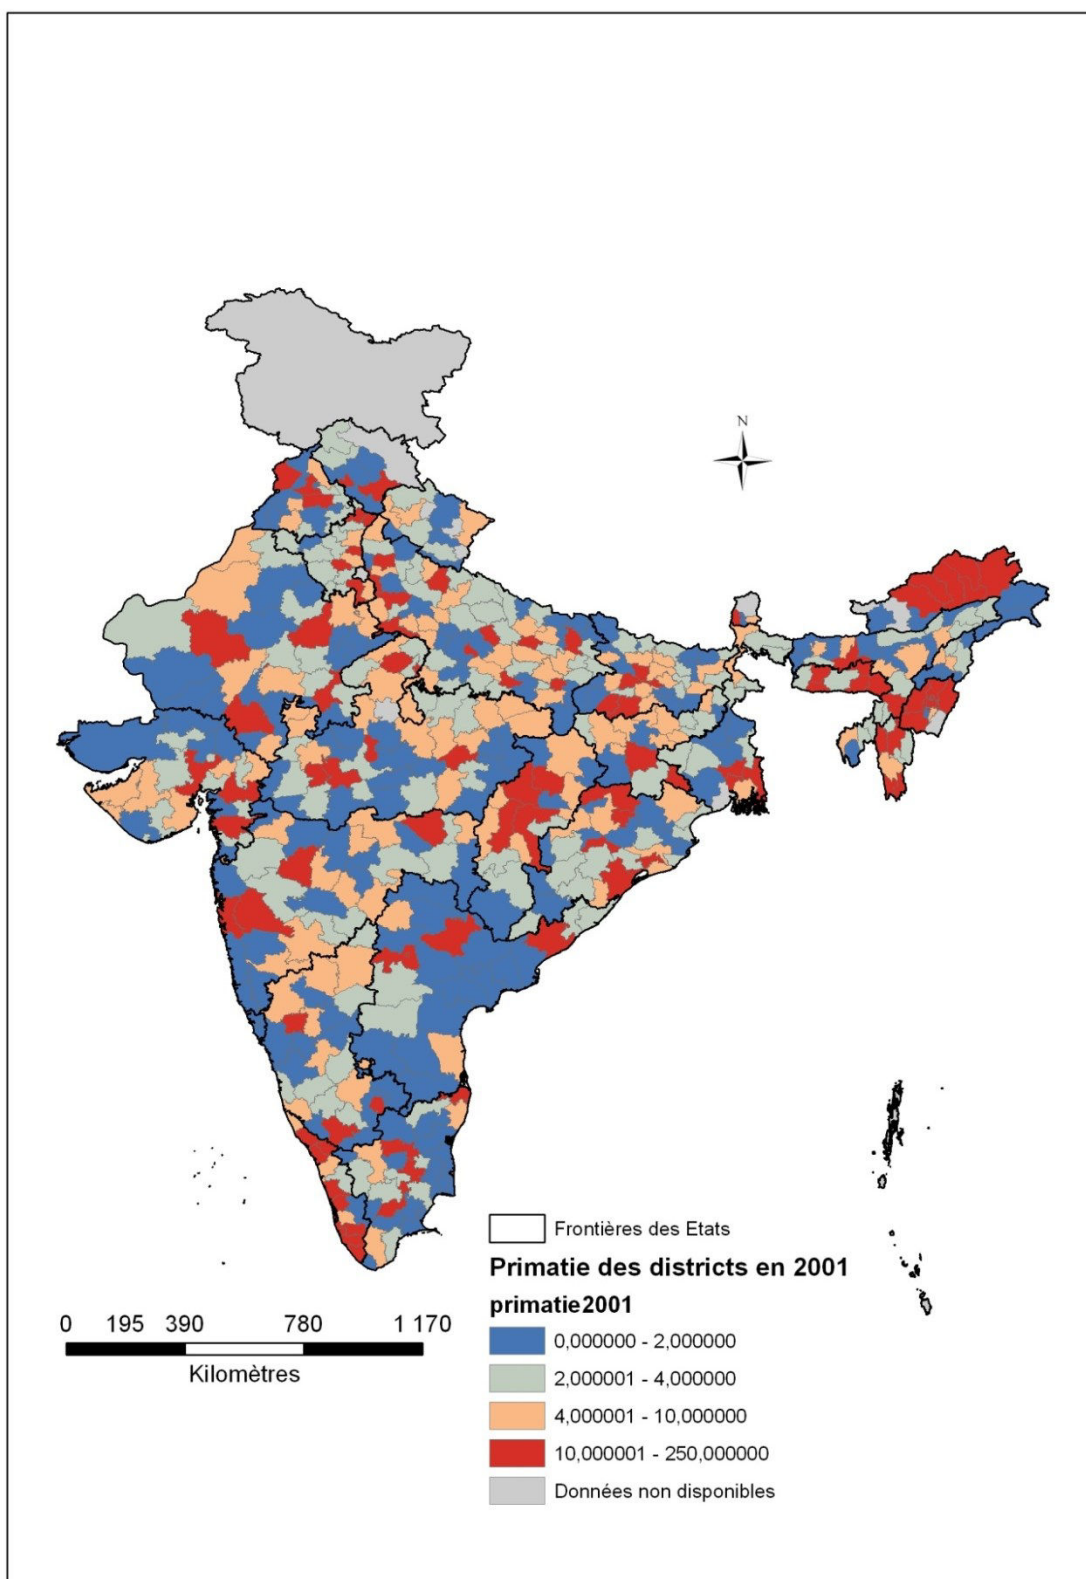 N
Frontières des Etats
Primatie des districts en 2001
primatie2001
0,000000 - 2,000000
2,000001 - 4,000000
4,000001 - 10,000000
10,000001 - 250,000000
Données non disponibles
0 195 390 780 1 170
Kilomètres